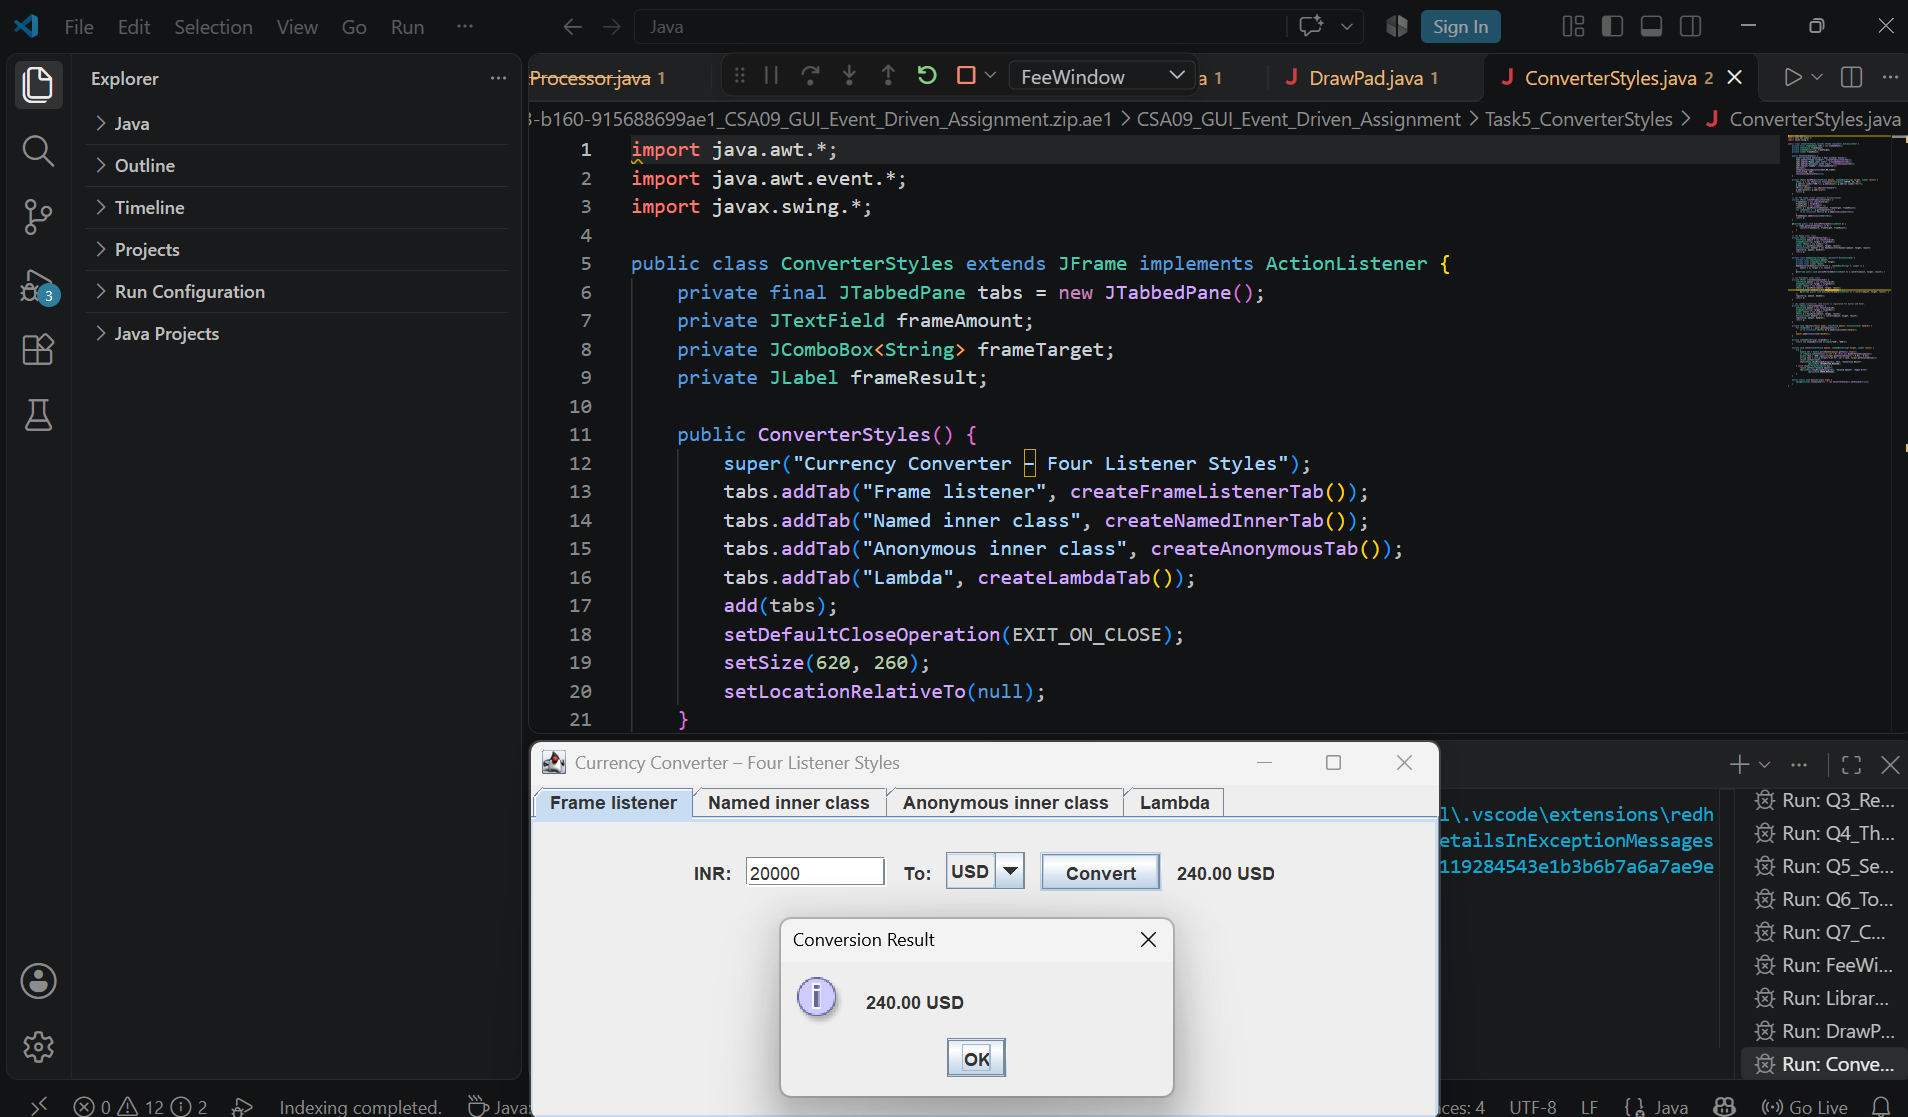 File Edit Selection View Go Run ··· Java Sign In
Explorer ···
Java
Outline
Timeline
Projects
Run Configuration
Java Projects
3
Processor.java 1 FeeWindow a 1 DrawPad.java 1 ConverterStyles.java 2
-b160-915688699ae1_CSA09_GUI_Event_Driven_Assignment.zip.ae1 > CSA09_GUI_Event_Driven_Assignment > Task5_ConverterStyles > ConverterStyles.java
1 import java.awt.*;
2 import java.awt.event.*;
3 import javax.swing.*;
4
5 public class ConverterStyles extends JFrame implements ActionListener {
6 private final JTabbedPane tabs = new JTabbedPane();
7 private JTextField frameAmount;
8 private JComboBox<String> frameTarget;
9 private JLabel frameResult;
10
11 public ConverterStyles() {
12 super("Currency Converter – Four Listener Styles");
13 tabs.addTab("Frame listener", createFrameListenerTab());
14 tabs.addTab("Named inner class", createNamedInnerTab());
15 tabs.addTab("Anonymous inner class", createAnonymousTab());
16 tabs.addTab("Lambda", createLambdaTab());
17 add(tabs);
18 setDefaultCloseOperation(EXIT_ON_CLOSE);
19 setSize(620, 260);
20 setLocationRelativeTo(null);
21 }
Currency Converter – Four Listener Styles
Frame listener Named inner class Anonymous inner class Lambda
INR: 20000 To: USD Convert 240.00 USD
Conversion Result
240.00 USD
OK
l\.vscode\extensions\redh
etailsInExceptionMessages
119284543e1b3b6b7a6a7ae9e
Run: Q3_Re...
Run: Q4_Th...
Run: Q5_Se...
Run: Q6_To...
Run: Q7_C...
Run: FeeWi...
Run: Librar...
Run: DrawP...
Run: Conve...
0 12 2 Indexing completed. Java: ces: 4 UTF-8 LF {} Java Go Live